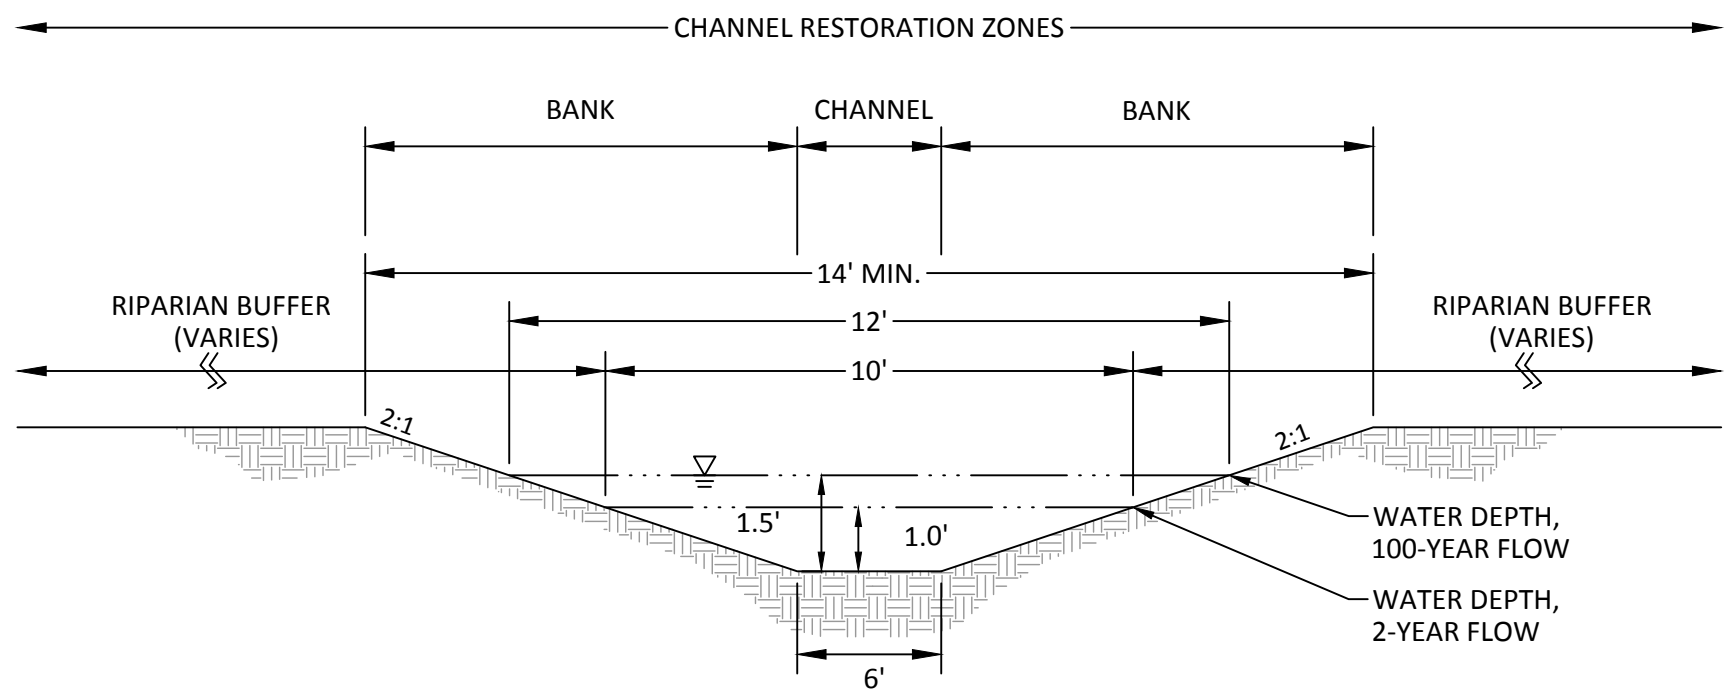 CHANNEL RESTORATION ZONES
BANK
CHANNEL
BANK
14' MIN.
RIPARIAN BUFFER
(VARIES)
12'
RIPARIAN BUFFER
(VARIES)
10'
2:1
2:1
1.5'
1.0'
WATER DEPTH,
100-YEAR FLOW
WATER DEPTH,
2-YEAR FLOW
6'